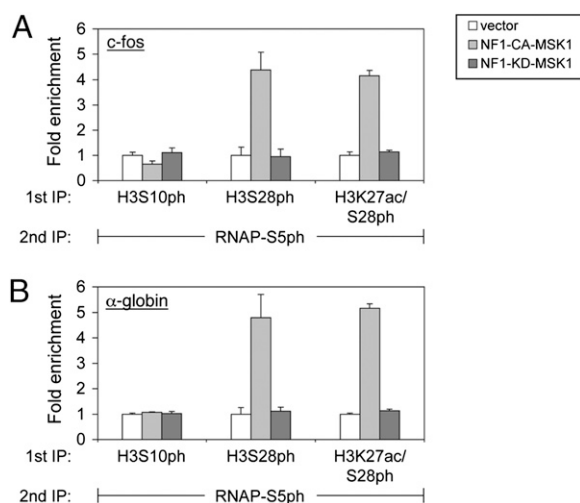 A
c-fos
vector
NF1-CA-MSK1
NF1-KD-MSK1
Fold enrichment
6
5
4
3
2
1
0
1st IP: H3S10ph H3S28ph H3K27ac/
S28ph
2nd IP: RNAP-S5ph
B
α-globin
Fold enrichment
6
5
4
3
2
1
0
1st IP: H3S10ph H3S28ph H3K27ac/
S28ph
2nd IP: RNAP-S5ph